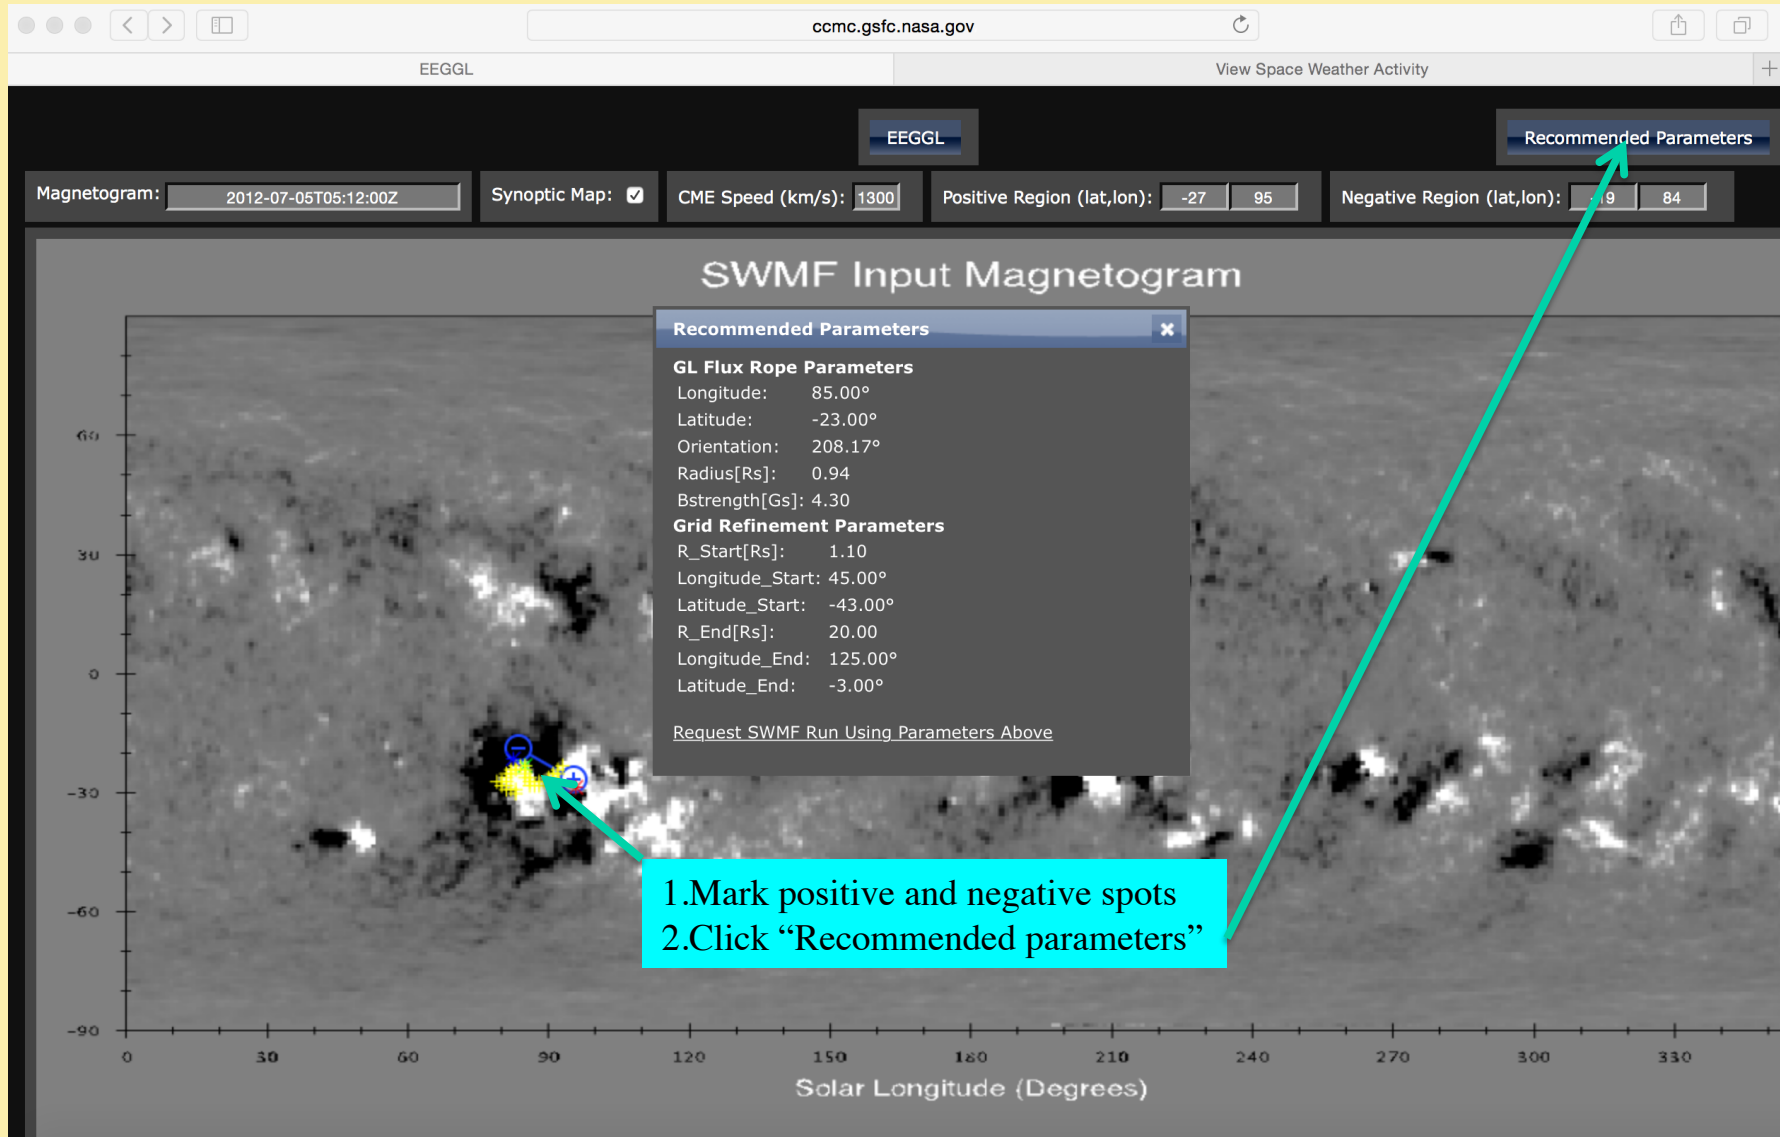 ccmc.gsfc.nasa.gov
EEGGL
View Space Weather Activity
EEGGL
Recommended Parameters
Magnetogram: 2012-07-05T05:12:00Z
Synoptic Map:
CME Speed (km/s): 1300
Positive Region (lat,lon): -27 95
Negative Region (lat,lon): -19 84
SWMF Input Magnetogram
Recommended Parameters
GL Flux Rope Parameters
Longitude: 85.00°
Latitude: -23.00°
Orientation: 208.17°
Radius[Rs]: 0.94
Bstrength[Gs]: 4.30
Grid Refinement Parameters
R_Start[Rs]: 1.10
Longitude_Start: 45.00°
Latitude_Start: -43.00°
R_End[Rs]: 20.00
Longitude_End: 125.00°
Latitude_End: -3.00°
Request SWMF Run Using Parameters Above
60
30
0
-30
-60
-90
1.Mark positive and negative spots
2.Click “Recommended parameters”
0 30 60 90 120 150 180 210 240 270 300 330
Solar Longitude (Degrees)